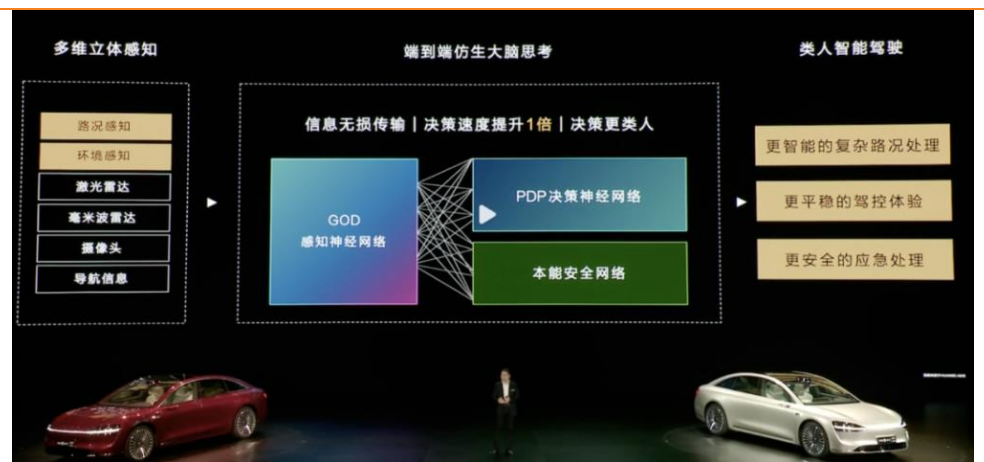 多维立体感知
端到端仿生大脑思考
类人智能驾驶
路况感知
环境感知
激光雷达
毫米波雷达
摄像头
导航信息
信息无损传输｜决策速度提升1倍｜决策更类人
GOD
感知神经网络
PDP决策神经网络
本能安全网络
更智能的复杂路况处理
更平稳的驾控体验
更安全的应急处理